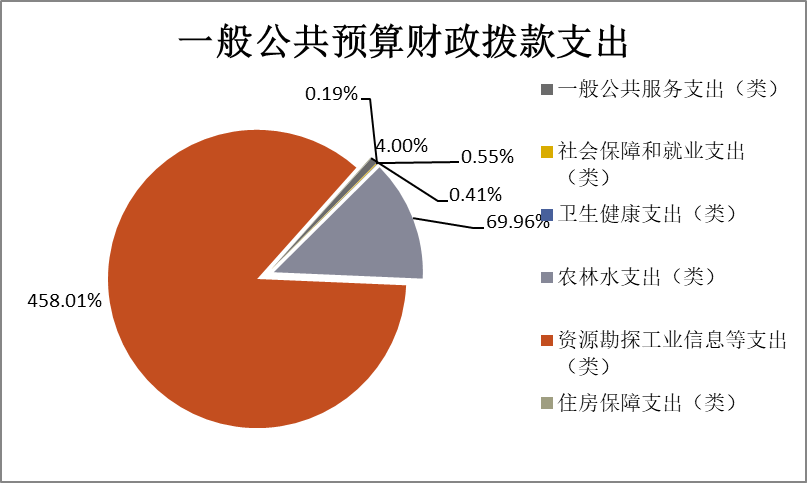 一般公共预算财政拨款支出
0.19%
4.00%
0.55%
0.41%
69.96%
458.01%
一般公共服务支出（类）
社会保障和就业支出
（类）
卫生健康支出（类）
农林水支出（类）
资源勘探工业信息等支出
（类）
住房保障支出（类）